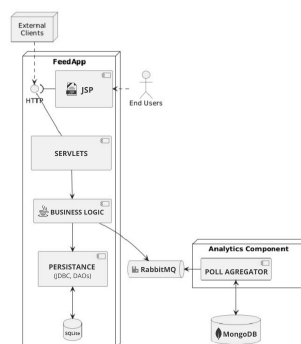 External
Clients
FeedApp
JSP
HTTP
End Users
SERVLETS
BUSINESS LOGIC
PERSISTANCE
(JDBC, DAOs)
RabbitMQ
Analytics Component
POLL AGREGATOR
SQLite
MongoDB